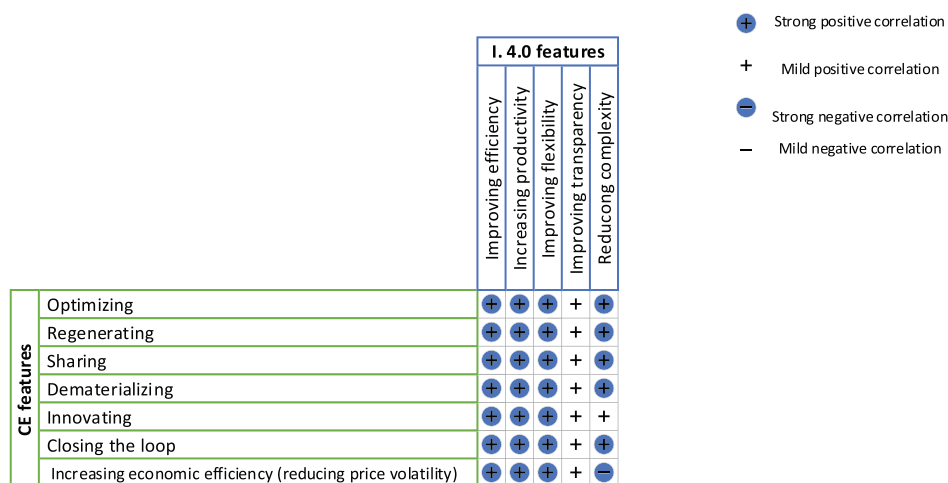 Strong positive correlation
+ Mild positive correlation
Strong negative correlation
– Mild negative correlation
I. 4.0 features
Improving efficiency
Increasing productivity
Improving flexibility
Improving transparency
Reducong complexity
CE features
Optimizing + + + + +
Regenerating + + + + +
Sharing + + + + +
Dematerializing + + + + +
Innovating + + + + +
Closing the loop + + + + +
Increasing economic efficiency (reducing price volatility) + + + + –